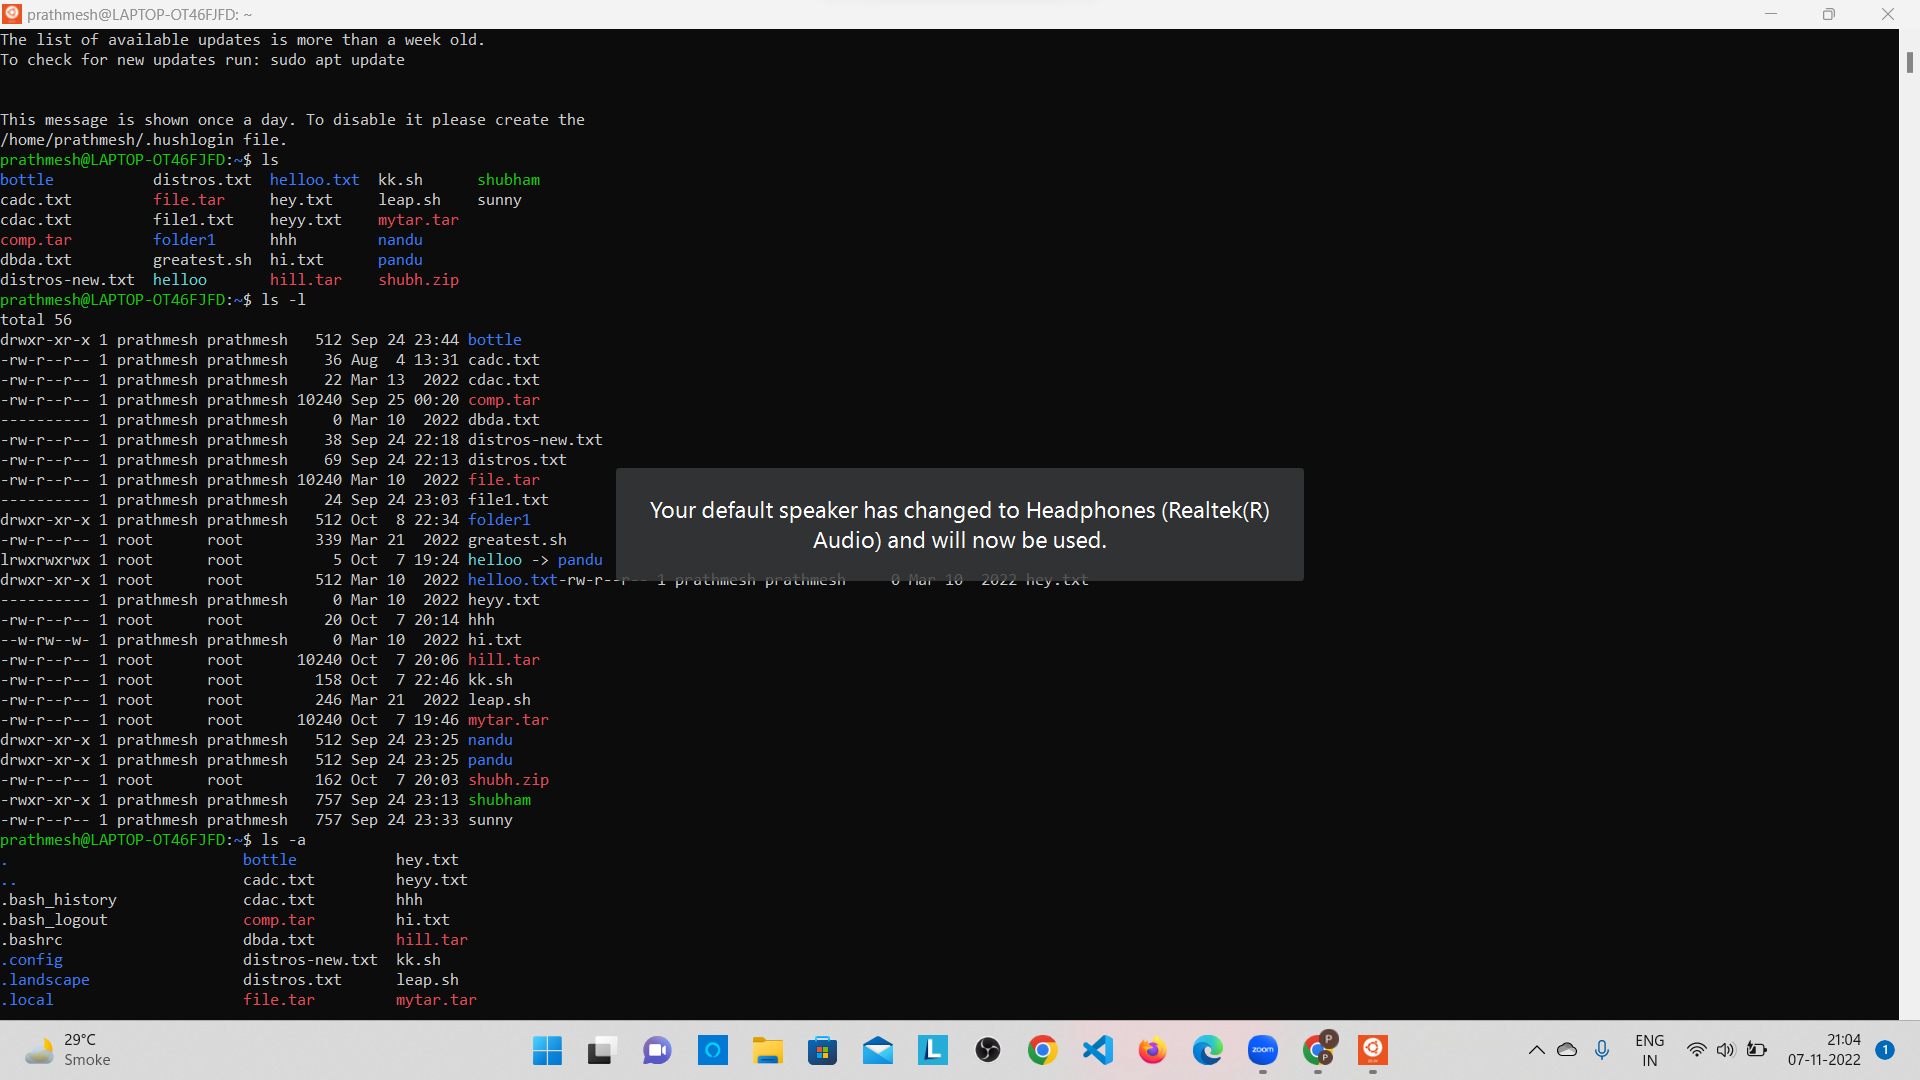 prathmesh@LAPTOP-OT46FJFD: ~
The list of available updates is more than a week old.
To check for new updates run: sudo apt update
This message is shown once a day. To disable it please create the
/home/prathmesh/.hushlogin file.
prathmesh@LAPTOP-OT46FJFD:~$ ls
bottle           distros.txt  helloo.txt  kk.sh      shubham
cadc.txt         file.tar     hey.txt     leap.sh    sunny
cdac.txt         file1.txt    heyy.txt    mytar.tar
comp.tar         folder1      hhh         nandu
dbda.txt         greatest.sh  hi.txt      pandu
distros-new.txt  helloo       hill.tar    shubh.zip
prathmesh@LAPTOP-OT46FJFD:~$ ls -l
total 56
drwxr-xr-x 1 prathmesh prathmesh   512 Sep 24 23:44 bottle
-rw-r--r-- 1 prathmesh prathmesh    36 Aug  4 13:31 cadc.txt
-rw-r--r-- 1 prathmesh prathmesh    22 Mar 13  2022 cdac.txt
-rw-r--r-- 1 prathmesh prathmesh 10240 Sep 25 00:20 comp.tar
---------- 1 prathmesh prathmesh     0 Mar 10  2022 dbda.txt
-rw-r--r-- 1 prathmesh prathmesh    38 Sep 24 22:18 distros-new.txt
-rw-r--r-- 1 prathmesh prathmesh    69 Sep 24 22:13 distros.txt
-rw-r--r-- 1 prathmesh prathmesh 10240 Mar 10  2022 file.tar
---------- 1 prathmesh prathmesh    24 Sep 24 23:03 file1.txt
drwxr-xr-x 1 prathmesh prathmesh   512 Oct  8 22:34 folder1
-rw-r--r-- 1 root      root        339 Mar 21  2022 greatest.sh
lrwxrwxrwx 1 root      root          5 Oct  7 19:24 helloo -> pandu
drwxr-xr-x 1 root      root        512 Mar 10  2022 helloo.txt-rw-r--r-- 1 prathmesh prathmesh     0 Mar 10  2022 hey.txt
---------- 1 prathmesh prathmesh     0 Mar 10  2022 heyy.txt
-rw-r--r-- 1 root      root         20 Oct  7 20:14 hhh
--w-rw--w- 1 prathmesh prathmesh     0 Mar 10  2022 hi.txt
-rw-r--r-- 1 root      root      10240 Oct  7 20:06 hill.tar
-rw-r--r-- 1 root      root        158 Oct  7 22:46 kk.sh
-rw-r--r-- 1 root      root        246 Mar 21  2022 leap.sh
-rw-r--r-- 1 root      root      10240 Oct  7 19:46 mytar.tar
drwxr-xr-x 1 prathmesh prathmesh   512 Sep 24 23:25 nandu
drwxr-xr-x 1 prathmesh prathmesh   512 Sep 24 23:25 pandu
-rw-r--r-- 1 root      root        162 Oct  7 20:03 shubh.zip
-rwxr-xr-x 1 prathmesh prathmesh   757 Sep 24 23:13 shubham
-rw-r--r-- 1 prathmesh prathmesh   757 Sep 24 23:33 sunny
prathmesh@LAPTOP-OT46FJFD:~$ ls -a
.                          bottle           hey.txt
..                         cadc.txt         heyy.txt
.bash_history              cdac.txt         hhh
.bash_logout               comp.tar         hi.txt
.bashrc                    dbda.txt         hill.tar
.config                    distros-new.txt  kk.sh
.landscape                 distros.txt      leap.sh
.local                     file.tar         mytar.tar
Your default speaker has changed to Headphones (Realtek(R)
Audio) and will now be used.
29°C
Smoke
L
zoom
P
P
ENG
IN
21:04
07-11-2022
1